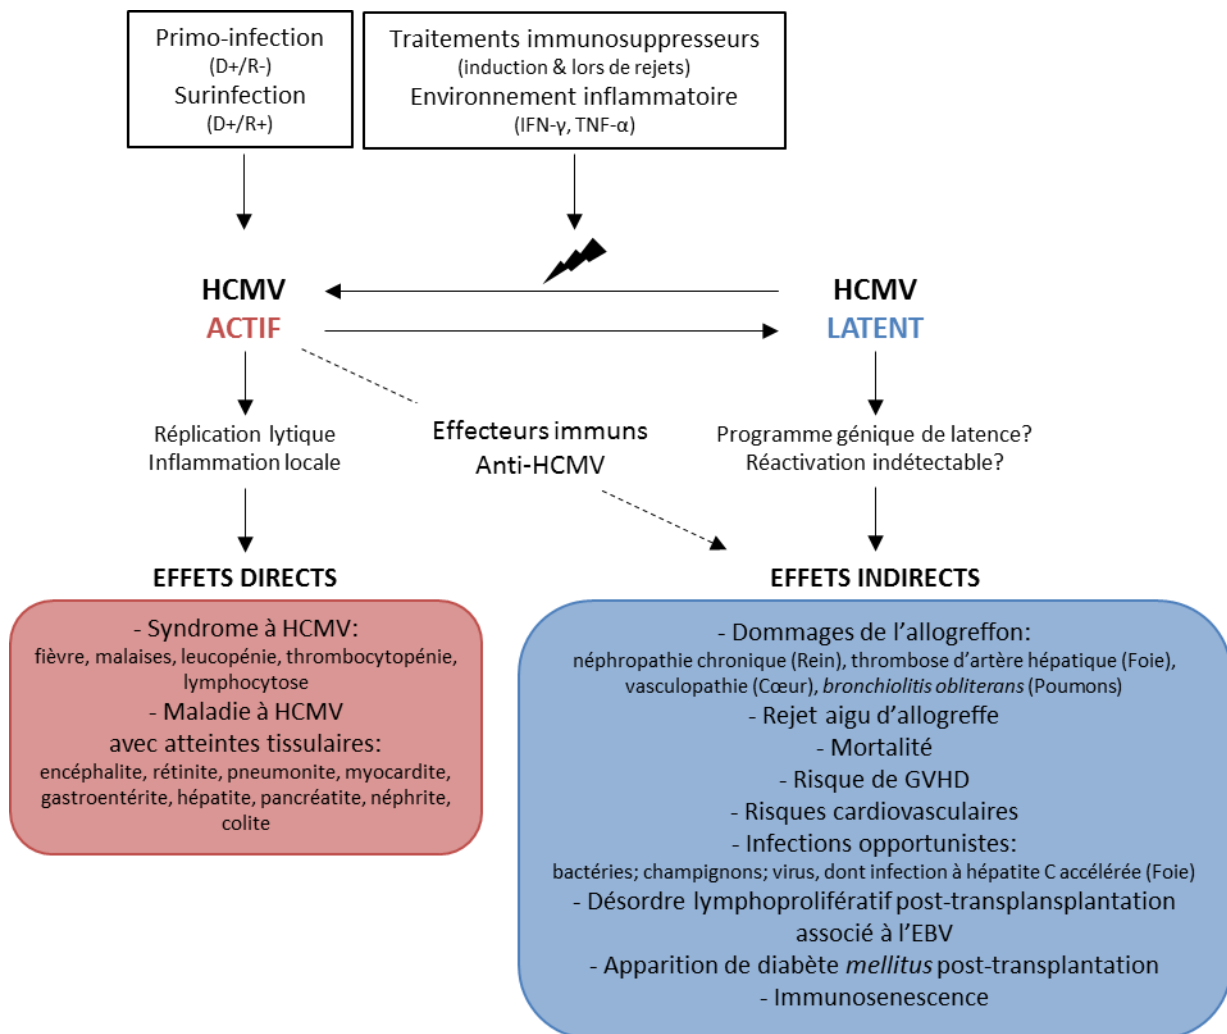 Primo-infection
(D+/R-)
Surinfection
(D+/R+)
Traitements immunosuppresseurs
(induction & lors de rejets)
Environnement inflammatoire
(IFN-γ, TNF-α)
HCMV
ACTIF
HCMV
LATENT
Réplication lytique
Inflammation locale
Effecteurs immuns
Anti-HCMV
Programme génique de latence?
Réactivation indétectable?
EFFETS DIRECTS
- Syndrome à HCMV:
fièvre, malaises, leucopénie, thrombocytopénie,
lymphocytose
- Maladie à HCMV
avec atteintes tissulaires:
encéphalite, rétinite, pneumonite, myocardite,
gastroentérite, hépatite, pancréatite, néphrite,
colite
EFFETS INDIRECTS
- Dommages de l’allogreffon:
néphropathie chronique (Rein), thrombose d’artère hépatique (Foie),
vasculopathie (Cœur), bronchiolitis obliterans (Poumons)
- Rejet aigu d’allogreffe
- Mortalité
- Risque de GVHD
- Risques cardiovasculaires
- Infections opportunistes:
bactéries; champignons; virus, dont infection à hépatite C accélérée (Foie)
- Désordre lymphoprolifératif post-transplansplantation
associé à l’EBV
- Apparition de diabète mellitus post-transplantation
- Immunosenescence